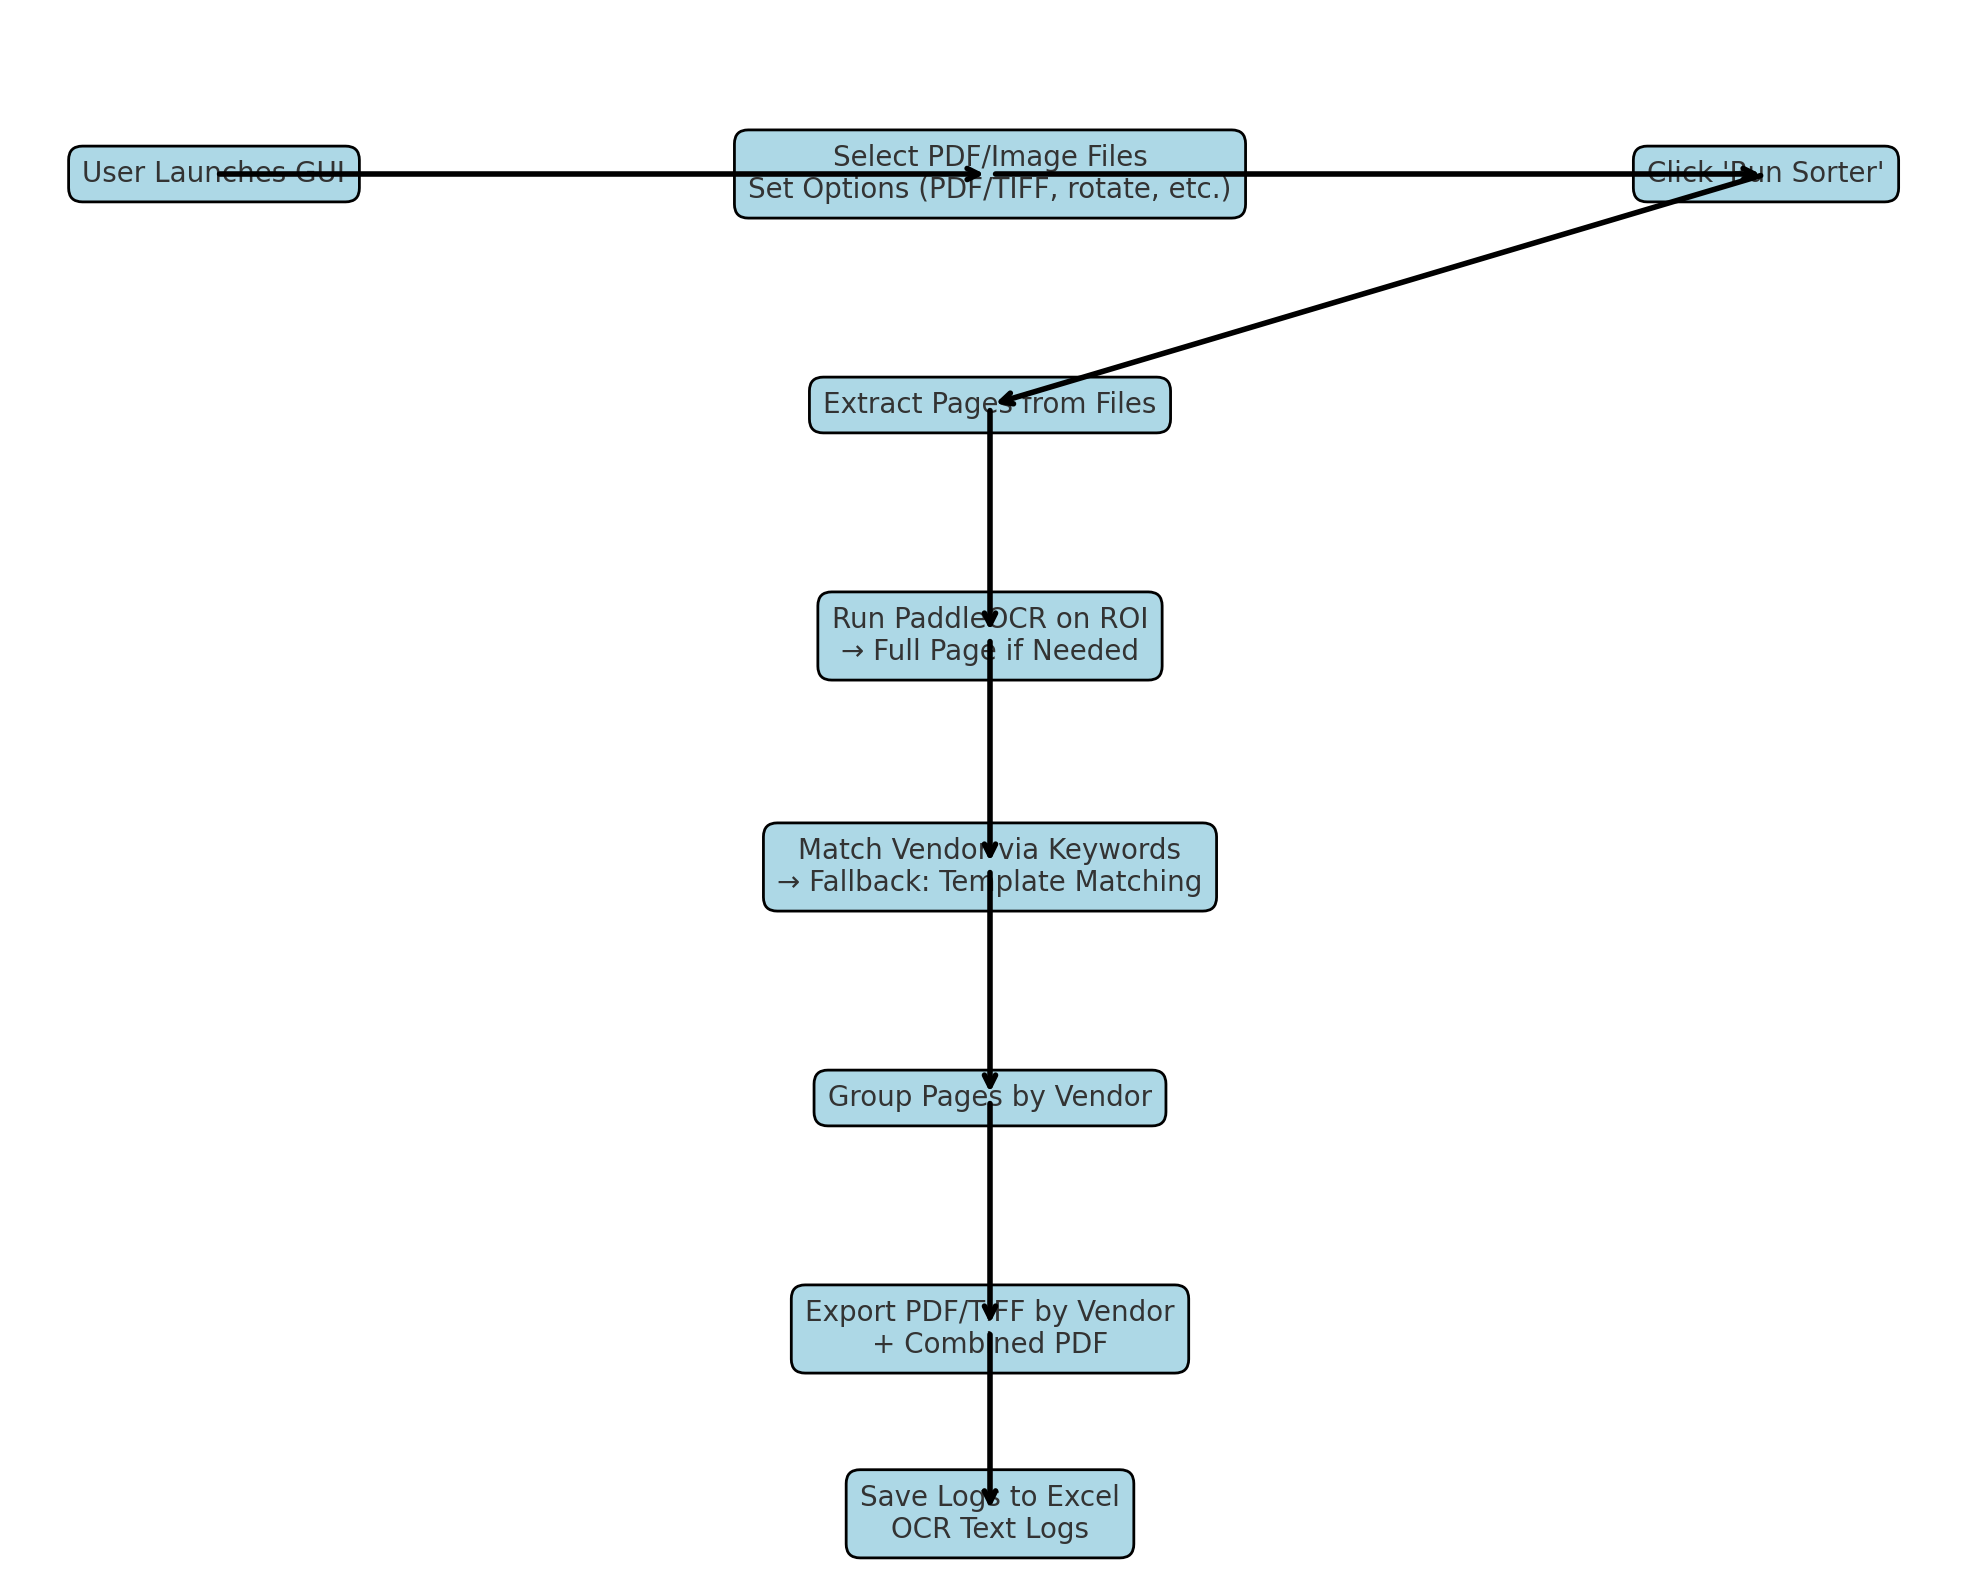 User Launches GUI
Select PDF/Image Files
Set Options (PDF/TIFF, rotate, etc.)
Click 'Run Sorter'
Extract Pages from Files
Run PaddleOCR on ROI
→ Full Page if Needed
Match Vendor via Keywords
→ Fallback: Template Matching
Group Pages by Vendor
Export PDF/TIFF by Vendor
+ Combined PDF
Save Logs to Excel
OCR Text Logs